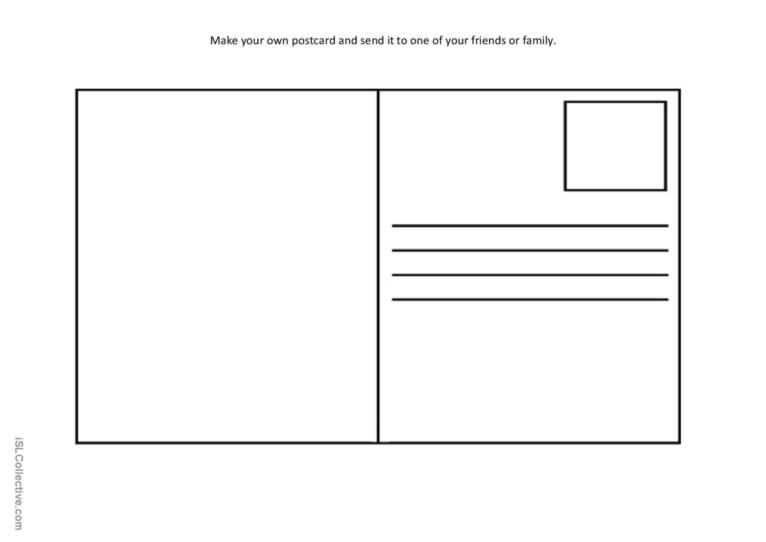 Make your own postcard and send it to one of your friends or family.
iSLCollective.com